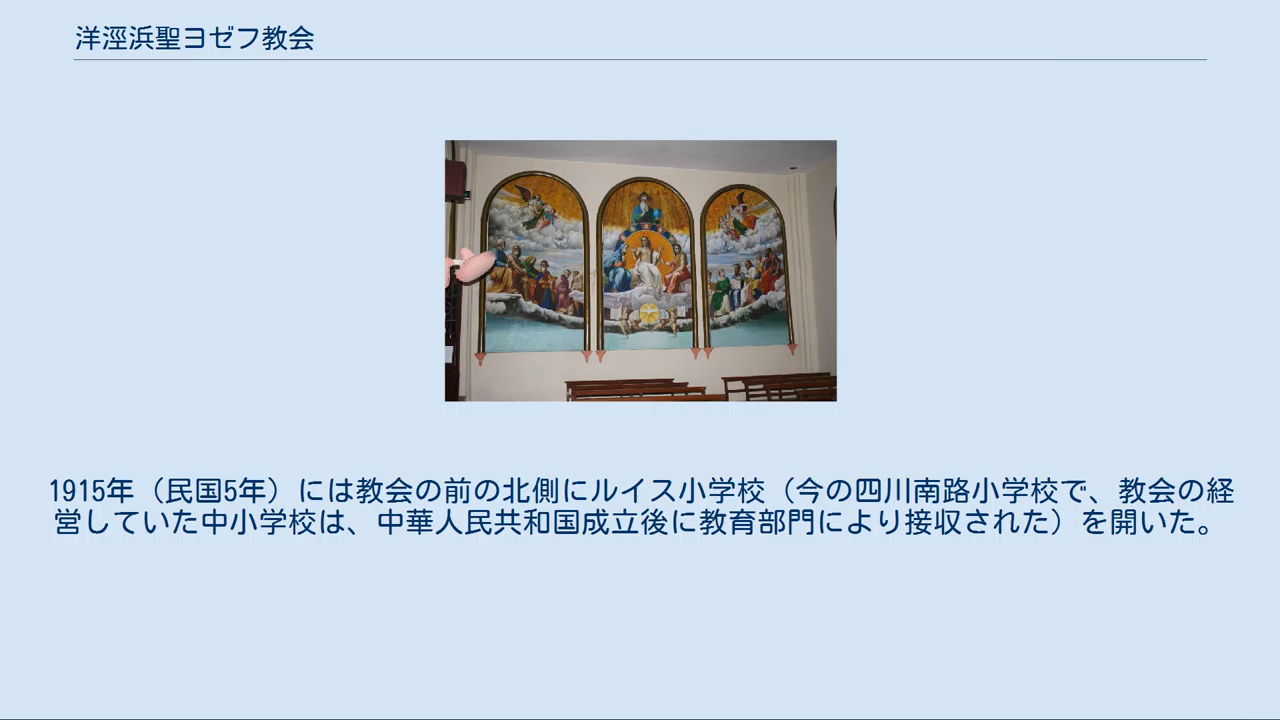 洋涇浜聖ヨゼフ教会
1915年（民国5年）には教会の前の北側にルイス小学校（今の四川南路小学校で、教会の経
営していた中小学校は、中華人民共和国成立後に教育部門により接収された）を開いた。